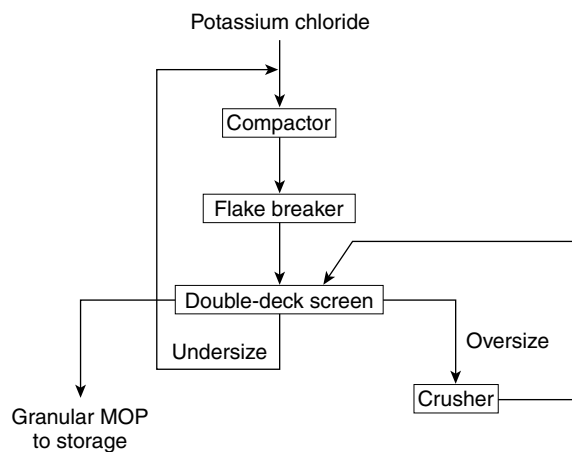 Potassium chloride
Compactor
Flake breaker
Double-deck screen
Undersize
Oversize
Crusher
Granular MOP
to storage